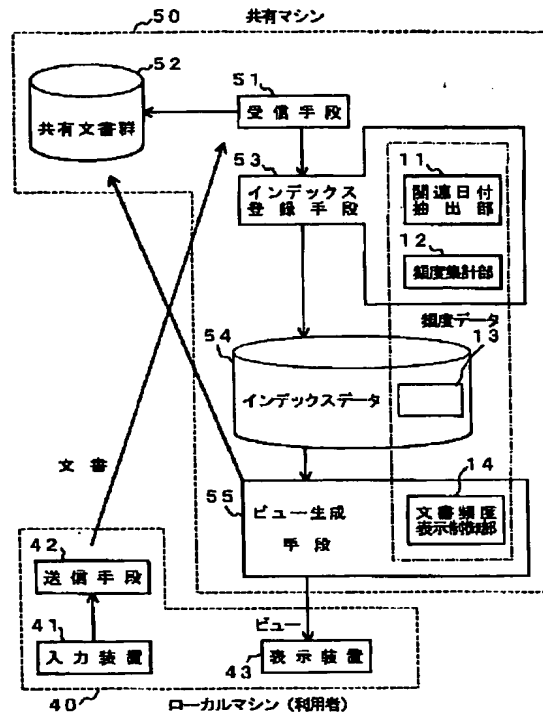 50
共有マシン
52
共有文書群
51
受信手段
53
インデックス
登録手段
11
関連日付
抽出部
12
頻度集計部
頻度データ
13
54
インデックスデータ
14
文書頻度
表示制御部
55
ビュー生成
手段
文書
42
送信手段
41
入力装置
ビュー
43
表示装置
40
ローカルマシン(利用者)